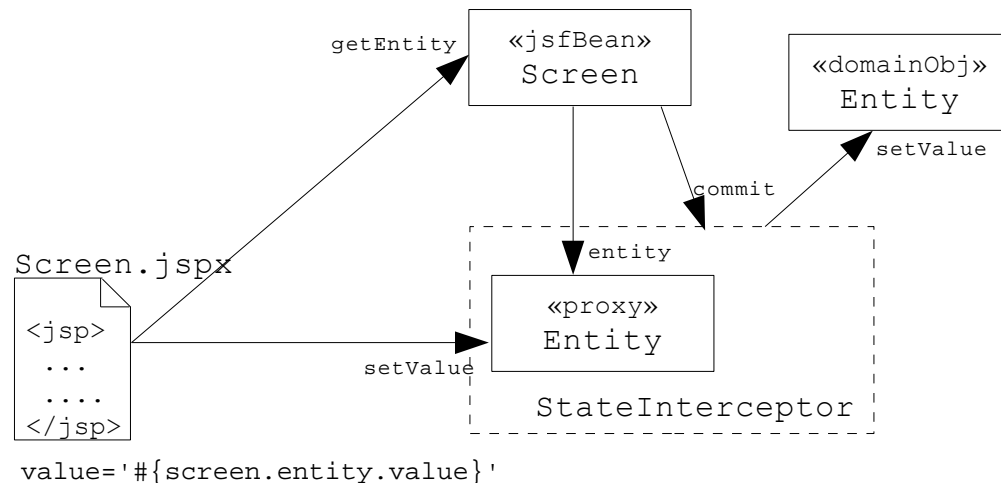 «jsfBean»
Screen
getEntity
«domainObj»
Entity
setValue
commit
entity
Screen.jspx
<jsp>
...
....
</jsp>
«proxy»
Entity
setValue
StateInterceptor
value='#{screen.entity.value}'